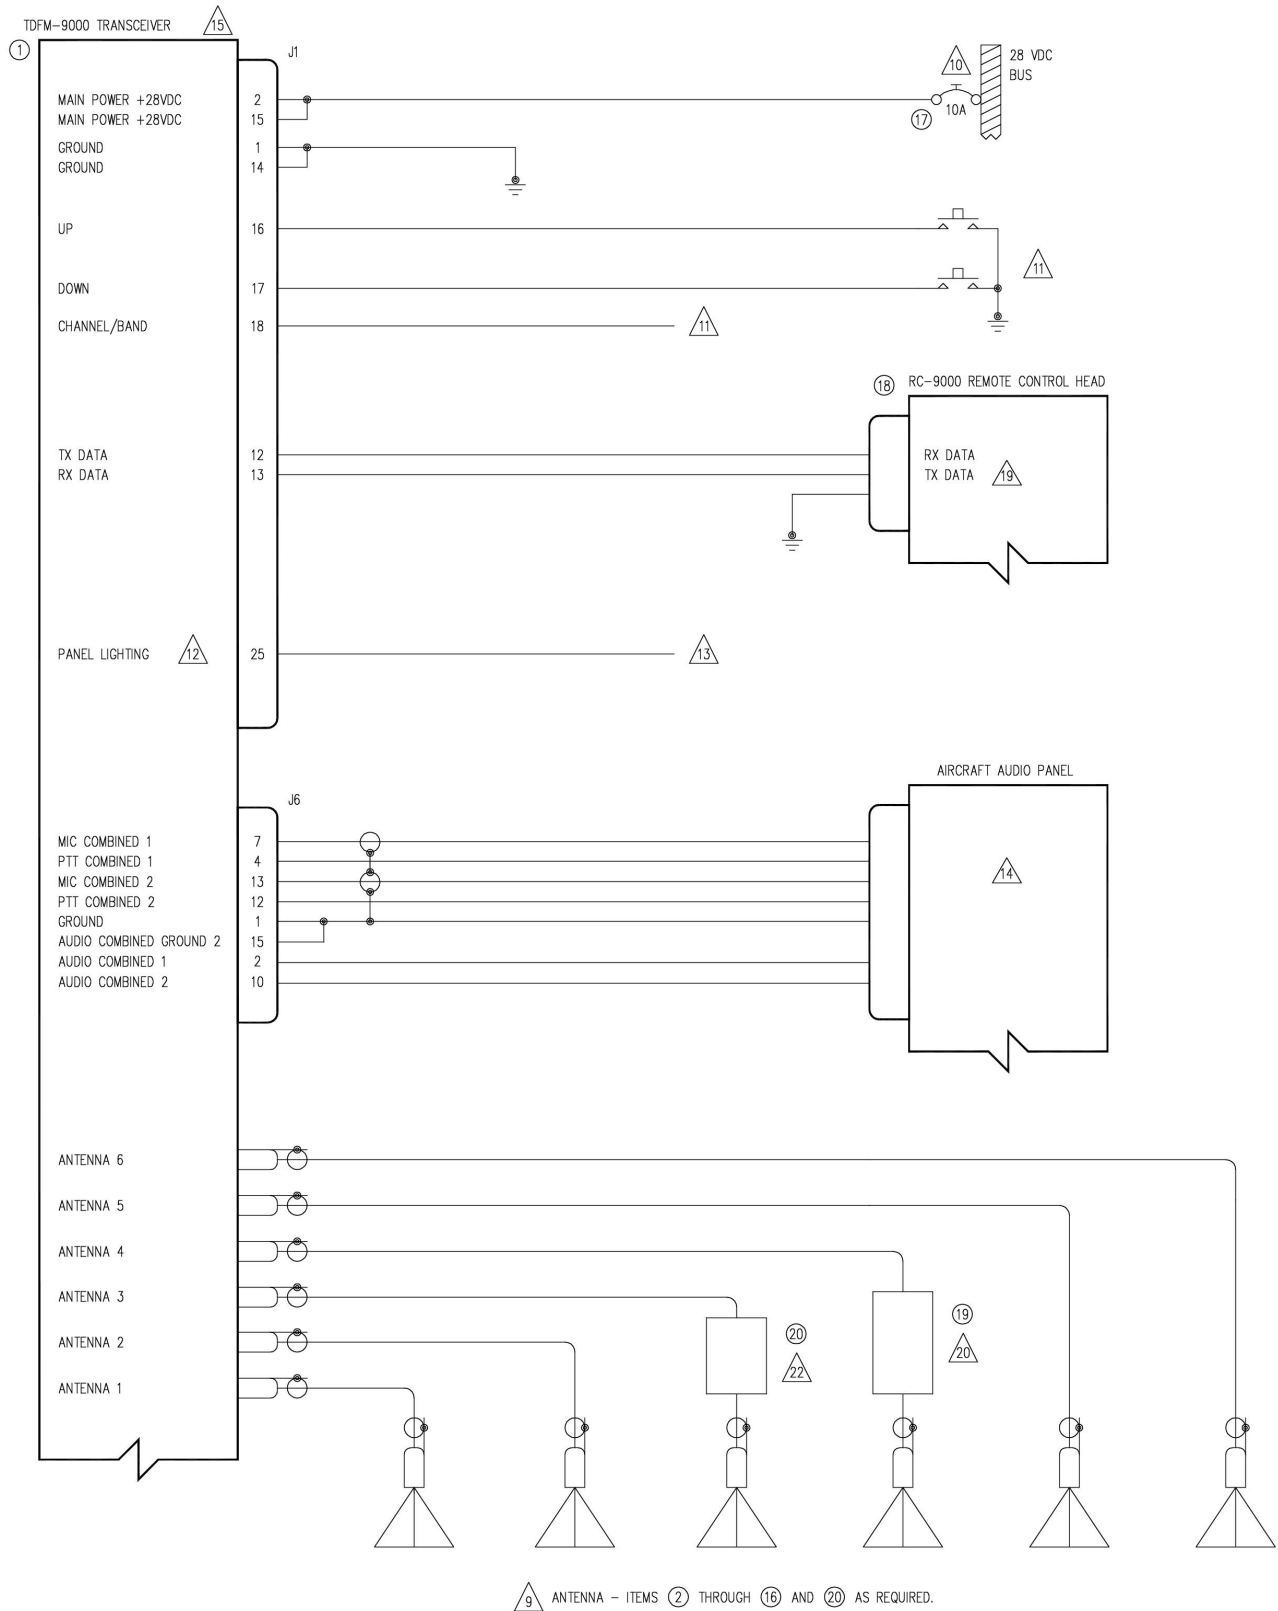 TDFM-9000 TRANSCEIVER 15
1
J1
10
28 VDC
BUS
MAIN POWER +28VDC 2
MAIN POWER +28VDC 15
17 10A
GROUND 1
GROUND 14
UP 16
11
DOWN 17
CHANNEL/BAND 18 11
18 RC-9000 REMOTE CONTROL HEAD
TX DATA 12 RX DATA
RX DATA 13 TX DATA 19
PANEL LIGHTING 12 25 13
AIRCRAFT AUDIO PANEL
J6
MIC COMBINED 1 7
PTT COMBINED 1 4
14
MIC COMBINED 2 13
PTT COMBINED 2 12
GROUND 1
AUDIO COMBINED GROUND 2 15
AUDIO COMBINED 1 2
AUDIO COMBINED 2 10
ANTENNA 6
ANTENNA 5
ANTENNA 4
ANTENNA 3
19
20
ANTENNA 2
20
22
ANTENNA 1
9 ANTENNA - ITEMS 2 THROUGH 16 AND 20 AS REQUIRED.